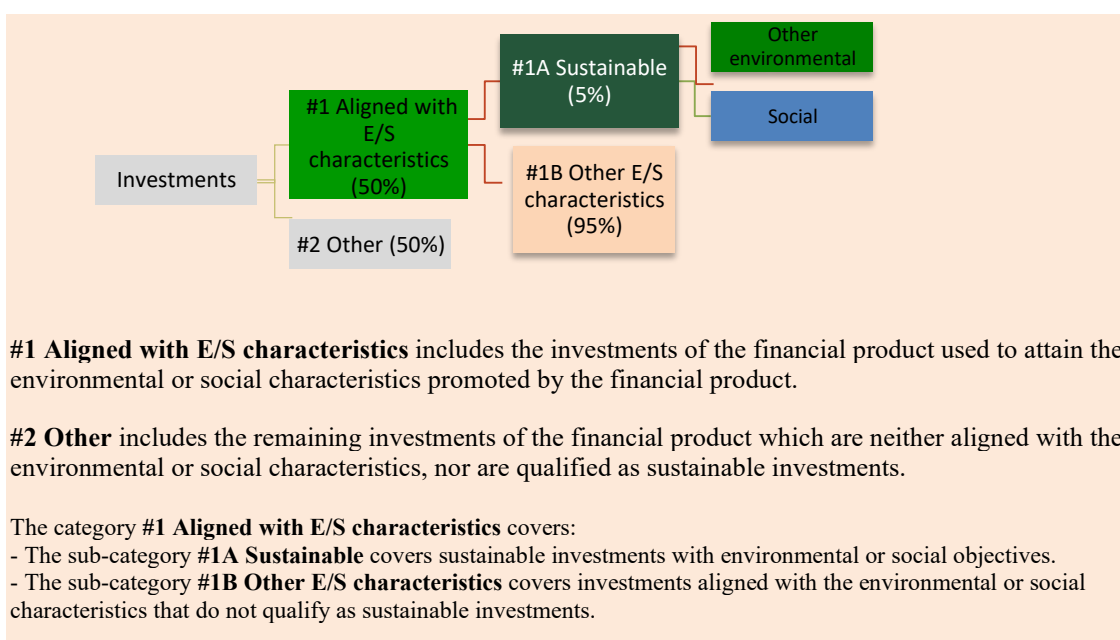 Investments
#1 Aligned with
E/S
characteristics
(50%)
#2 Other (50%)
#1A Sustainable
(5%)
#1B Other E/S
characteristics
(95%)
Other
environmental
Social
#1 Aligned with E/S characteristics includes the investments of the financial product used to attain the
environmental or social characteristics promoted by the financial product.
#2 Other includes the remaining investments of the financial product which are neither aligned with the
environmental or social characteristics, nor are qualified as sustainable investments.
The category #1 Aligned with E/S characteristics covers:
- The sub-category #1A Sustainable covers sustainable investments with environmental or social objectives.
- The sub-category #1B Other E/S characteristics covers investments aligned with the environmental or social
characteristics that do not qualify as sustainable investments.